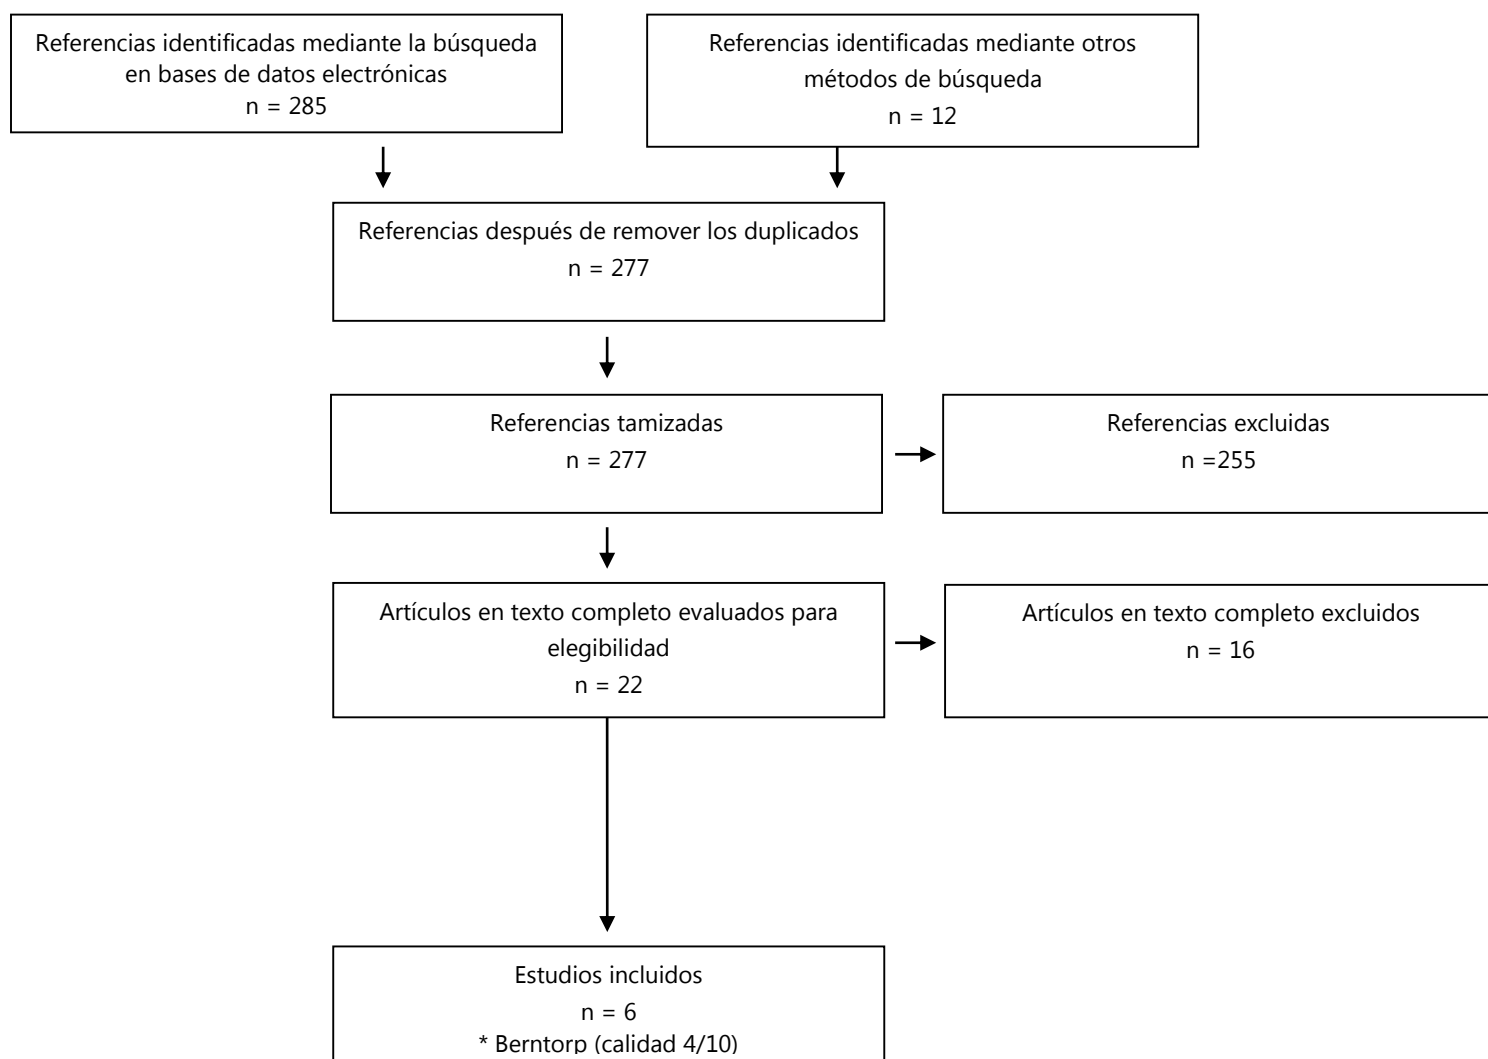 Referencias identificadas mediante la búsqueda
en bases de datos electrónicas
n = 285
Referencias identificadas mediante otros
métodos de búsqueda
n = 12
Referencias después de remover los duplicados
n = 277
Referencias tamizadas
n = 277
Referencias excluidas
n =255
Artículos en texto completo evaluados para
elegibilidad
n = 22
Artículos en texto completo excluidos
n = 16
Estudios incluidos
n = 6
* Berntorp (calidad 4/10)